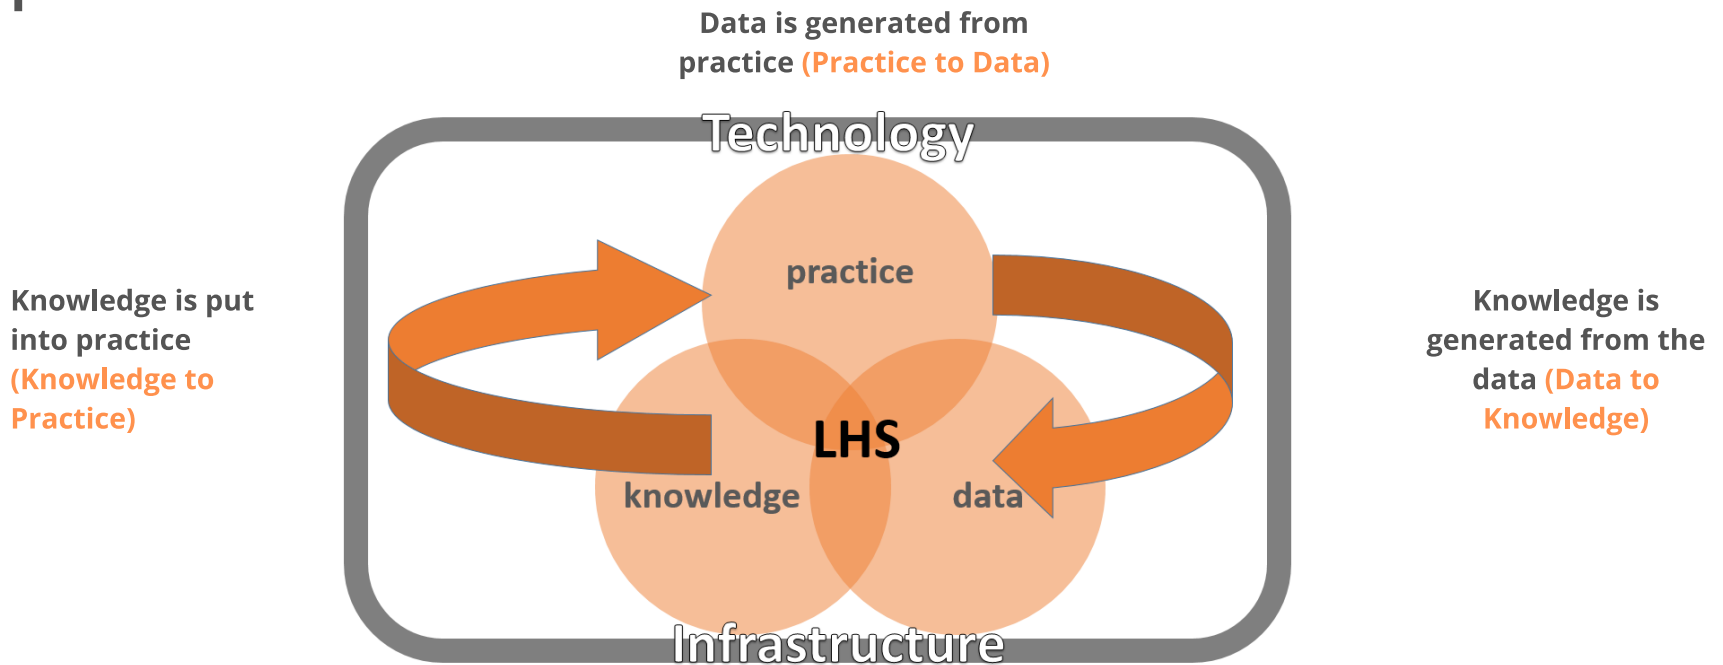 Data is generated from
practice (Practice to Data)
Technology
practice
Knowledge is put
into practice
(Knowledge to
Practice)
Knowledge is
generated from the
data (Data to
Knowledge)
LHS
knowledge
data
Infrastructure